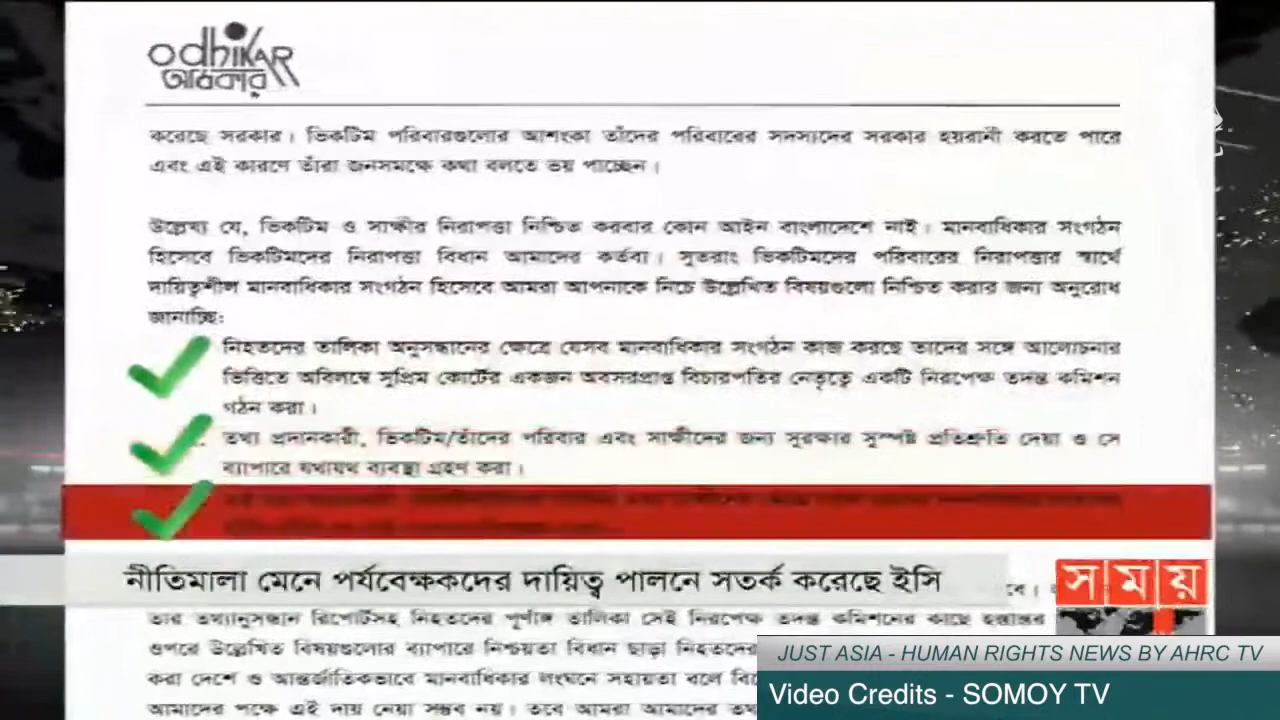 odhikar
অধিকার
করেছে সরকার। ভিকটিম পরিবারগুলোর আশংকা তাঁদের পরিবারের সদস্যদের সরকার হয়রানী করতে পারে
এবং এই কারণে তাঁরা জনসমক্ষে কথা বলতে ভয় পাচ্ছেন।
উল্লেখ্য যে, ভিকটিম ও সাক্ষীর নিরাপত্তা নিশ্চিত করবার কোন আইন বাংলাদেশে নাই। মানবাধিকার সংগঠন
হিসেবে ভিকটিমদের নিরাপত্তা বিধান আমাদের কর্তব্য। সুতরাং ভিকটিমদের পরিবারের নিরাপত্তার স্বার্থে
দায়িত্বশীল মানবাধিকার সংগঠন হিসেবে আমরা আপনাকে নিচে উল্লেখিত বিষয়গুলো নিশ্চিত করার জন্য অনুরোধ
জানাচ্ছি:
নিহতদের তালিকা অনুসন্ধানের ক্ষেত্রে যেসব মানবাধিকার সংগঠন কাজ করছে তাদের সঙ্গে আলোচনার
ভিত্তিতে অবিলম্বে সুপ্রিম কোর্টের একজন অবসরপ্রাপ্ত বিচারপতির নেতৃত্বে একটি নিরপেক্ষ তদন্ত কমিশন
গঠন করা।
তথ্য প্রদানকারী, ভিকটিম/তাঁদের পরিবার এবং সাক্ষীদের জন্য সুরক্ষার সুস্পষ্ট প্রতিশ্রুতি দেয়া ও সে
ব্যাপারে যথাযথ ব্যবস্থা গ্রহণ করা।
নীতিমালা মেনে পর্যবেক্ষকদের দায়িত্ব পালনে সতর্ক করেছে ইসি
সময়
তার তথ্যানুসন্ধান রিপোর্টসহ নিহতদের পূর্ণাঙ্গ তালিকা সেই নিরপেক্ষ তদন্ত কমিশনের কাছে হস্তান্তর
JUST ASIA - HUMAN RIGHTS NEWS BY AHRC TV
ওপরে উল্লেখিত বিষয়গুলোর ব্যাপারে নিশ্চয়তা বিধান ছাড়া নিহতদের
করা দেশে ও আন্তর্জাতিকভাবে মানবাধিকার লংঘনে সহায়তা বলে
Video Credits - SOMOY TV
আমাদের পক্ষে এই দায় নেয়া সম্ভব নয়। তবে আমরা আমাদের